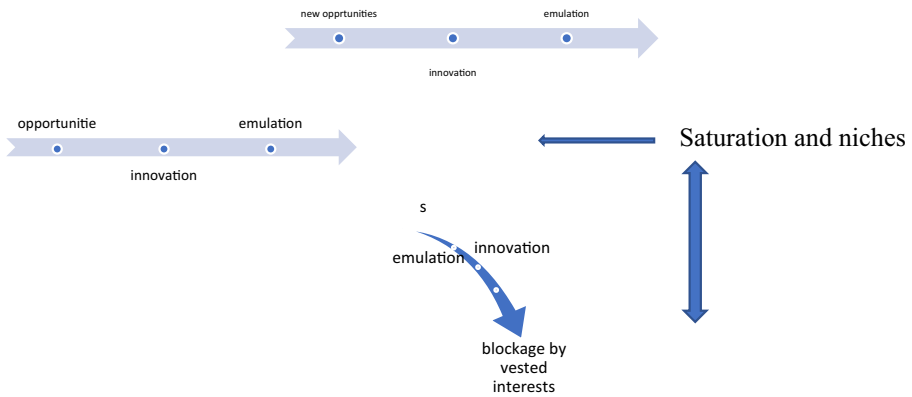 new opprtunities
emulation
innovation
opportunitie
emulation
innovation
Saturation and niches
s
innovation
emulation
blockage by
vested
interests